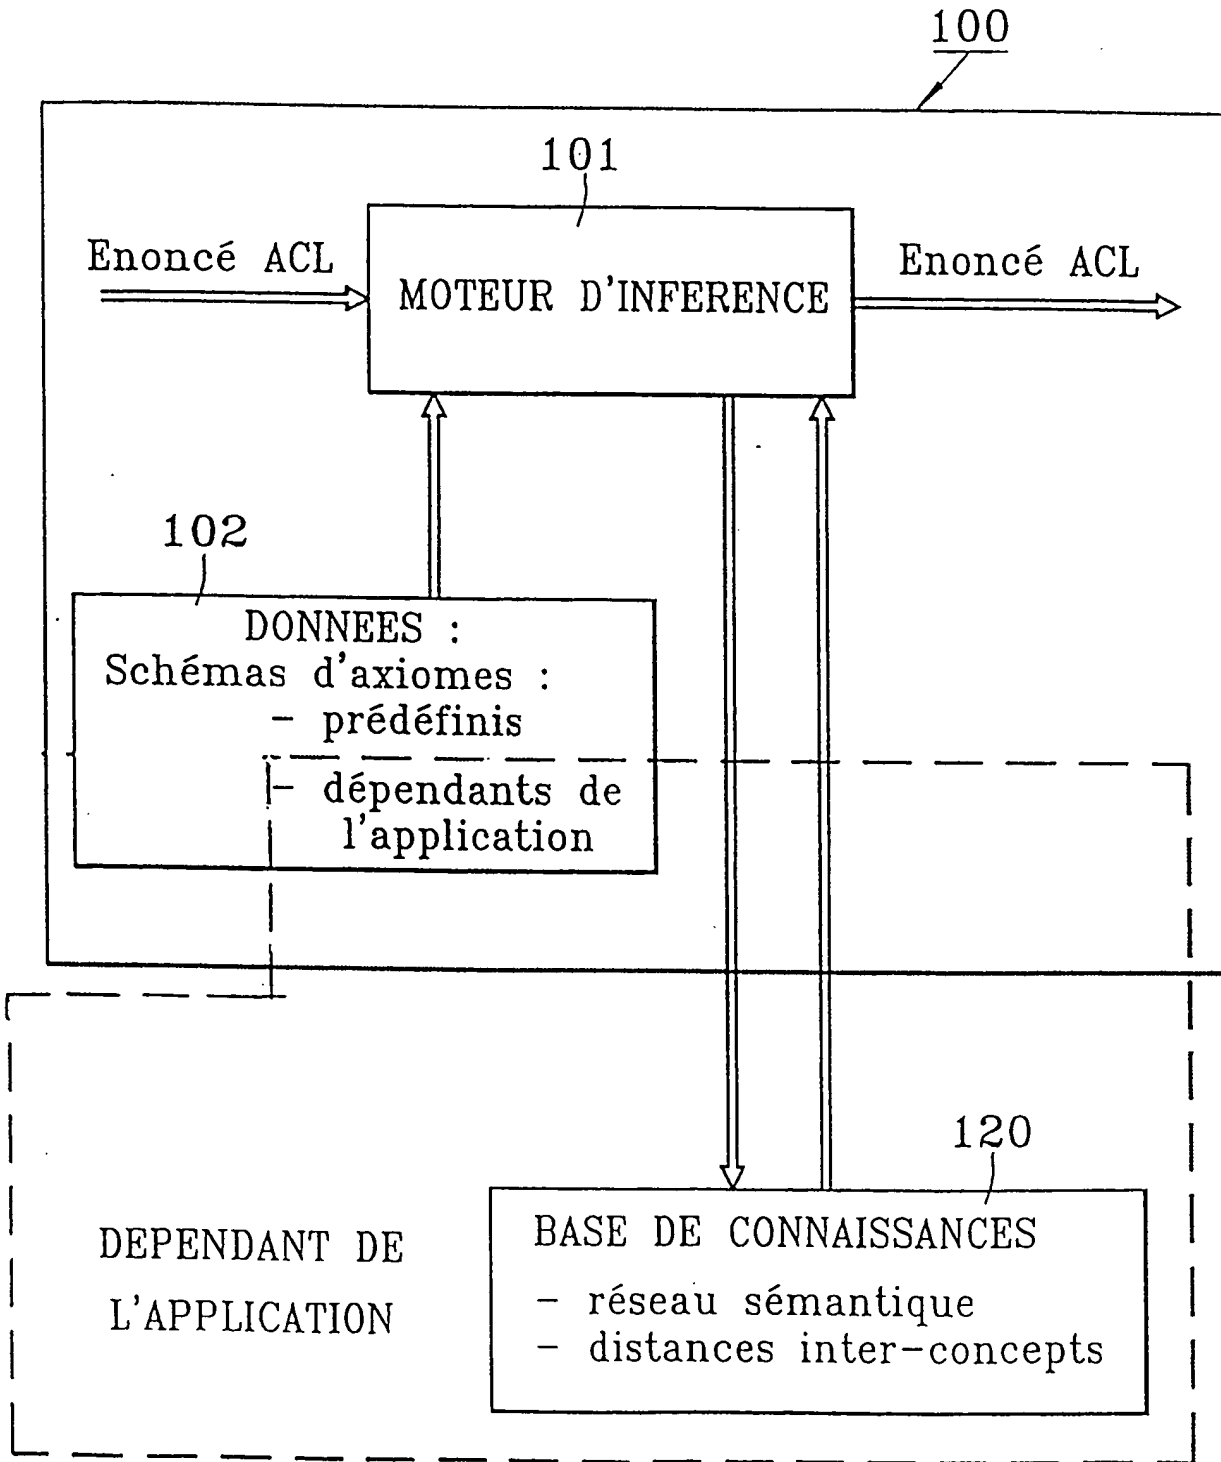 100
101
Enoncé ACL
MOTEUR D'INFERENCE
Enoncé ACL
102
DONNEES :
Schémas d'axiomes :
- prédéfinis
- dépendants de
l'application
120
DEPENDANT DE
L'APPLICATION
BASE DE CONNAISSANCES
- réseau sémantique
- distances inter-concepts